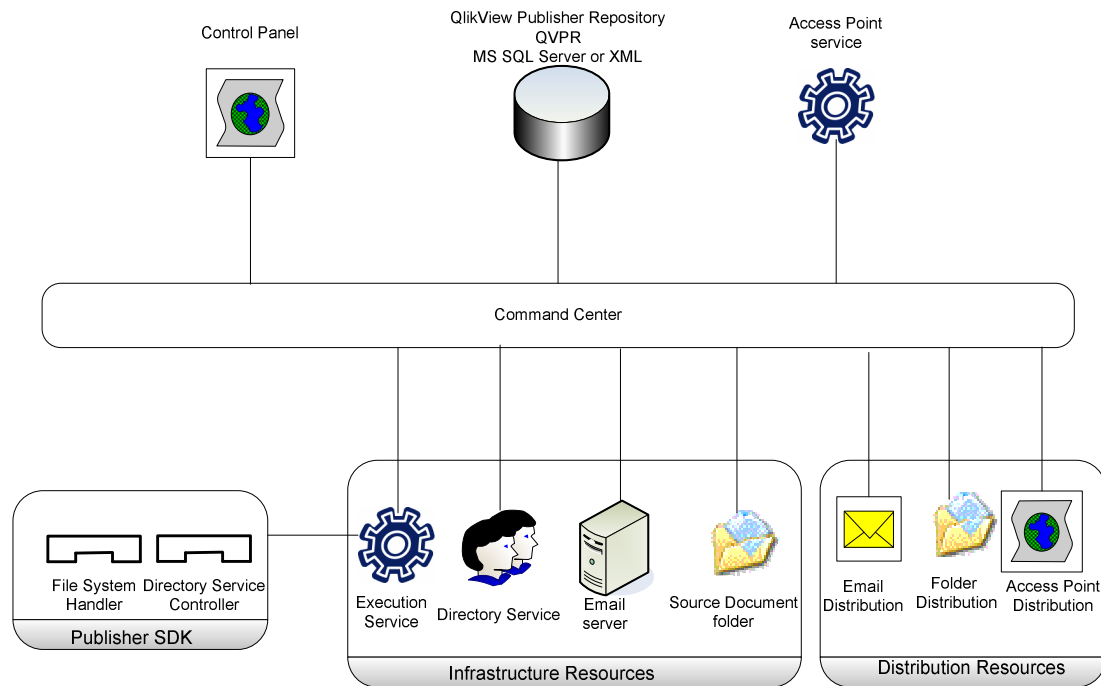 Control Panel
QlikView Publisher Repository
QVPR
MS SQL Server or XML
Access Point
service
Command Center
File System
Handler
Directory Service
Controller
Publisher SDK
Execution
Service
Directory Service
Email
server
Source Document
folder
Infrastructure Resources
Email
Distribution
Folder
Distribution
Access Point
Distribution
Distribution Resources